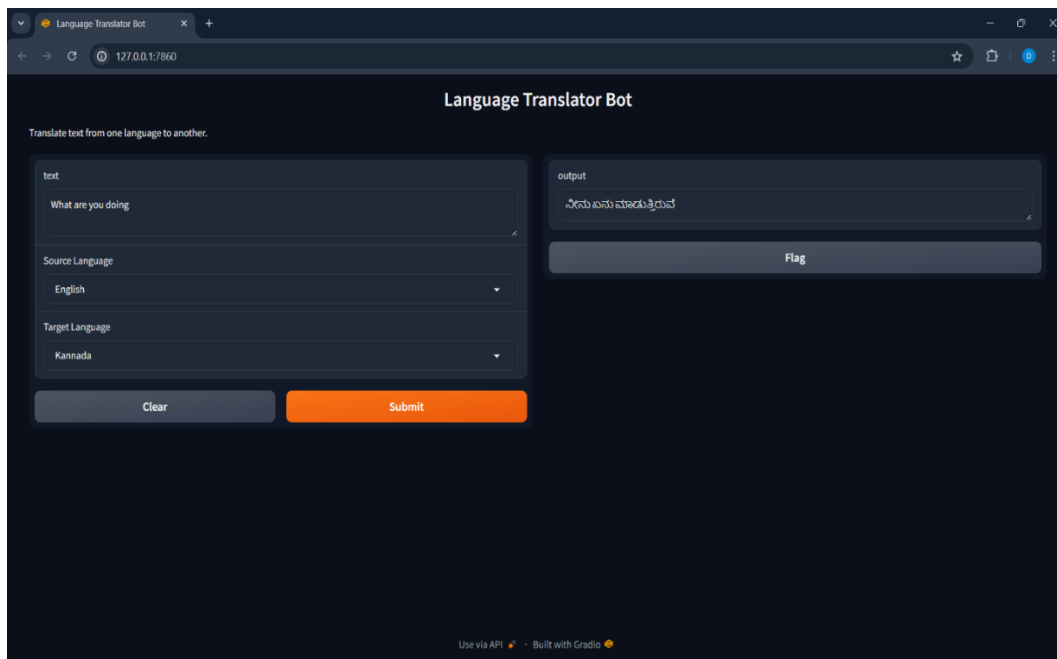 Language Translator Bot
127.0.0.1:7860
D
Language Translator Bot
Translate text from one language to another.
text
What are you doing
Source Language
English
Target Language
Kannada
Clear
Submit
output
ನೀನು ಏನು ಮಾಡುತ್ತಿರುವೆ
Flag
Use via API · Built with Gradio